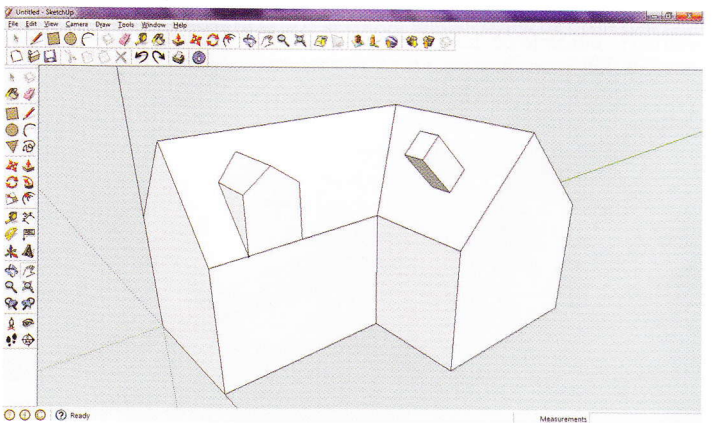 Untitled - SketchUp
File Edit View Camera Draw Tools Window Help
Ready
Measurements